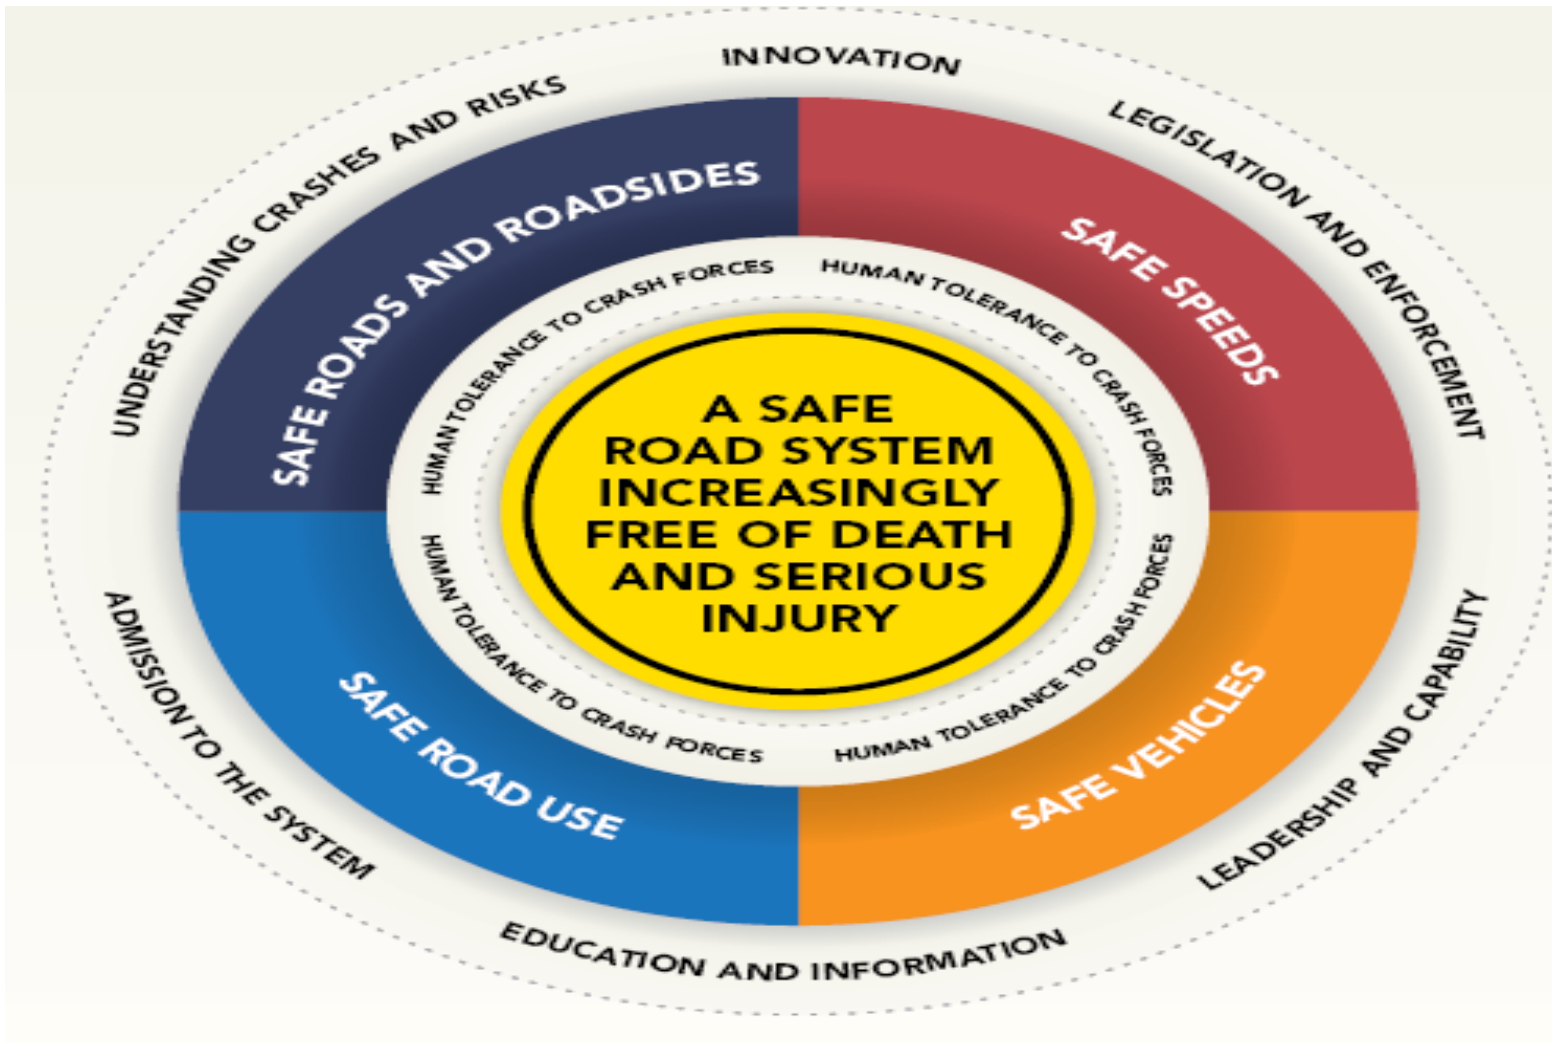 INNOVATION
UNDERSTANDING CRASHES AND RISKS
LEGISLATION AND ENFORCEMENT
SAFE ROADS AND ROADSIDES
SAFE SPEEDS
HUMAN TOLERANCE TO CRASH FORCES
HUMAN TOLERANCE TO CRASH FORCES
A SAFE
ROAD SYSTEM
INCREASINGLY
FREE OF DEATH
AND SERIOUS
INJURY
HUMAN TOLERANCE TO CRASH FORCES
HUMAN TOLERANCE TO CRASH FORCES
SAFE ROAD USE
SAFE VEHICLES
ADMISSION TO THE SYSTEM
LEADERSHIP AND CAPABILITY
EDUCATION AND INFORMATION